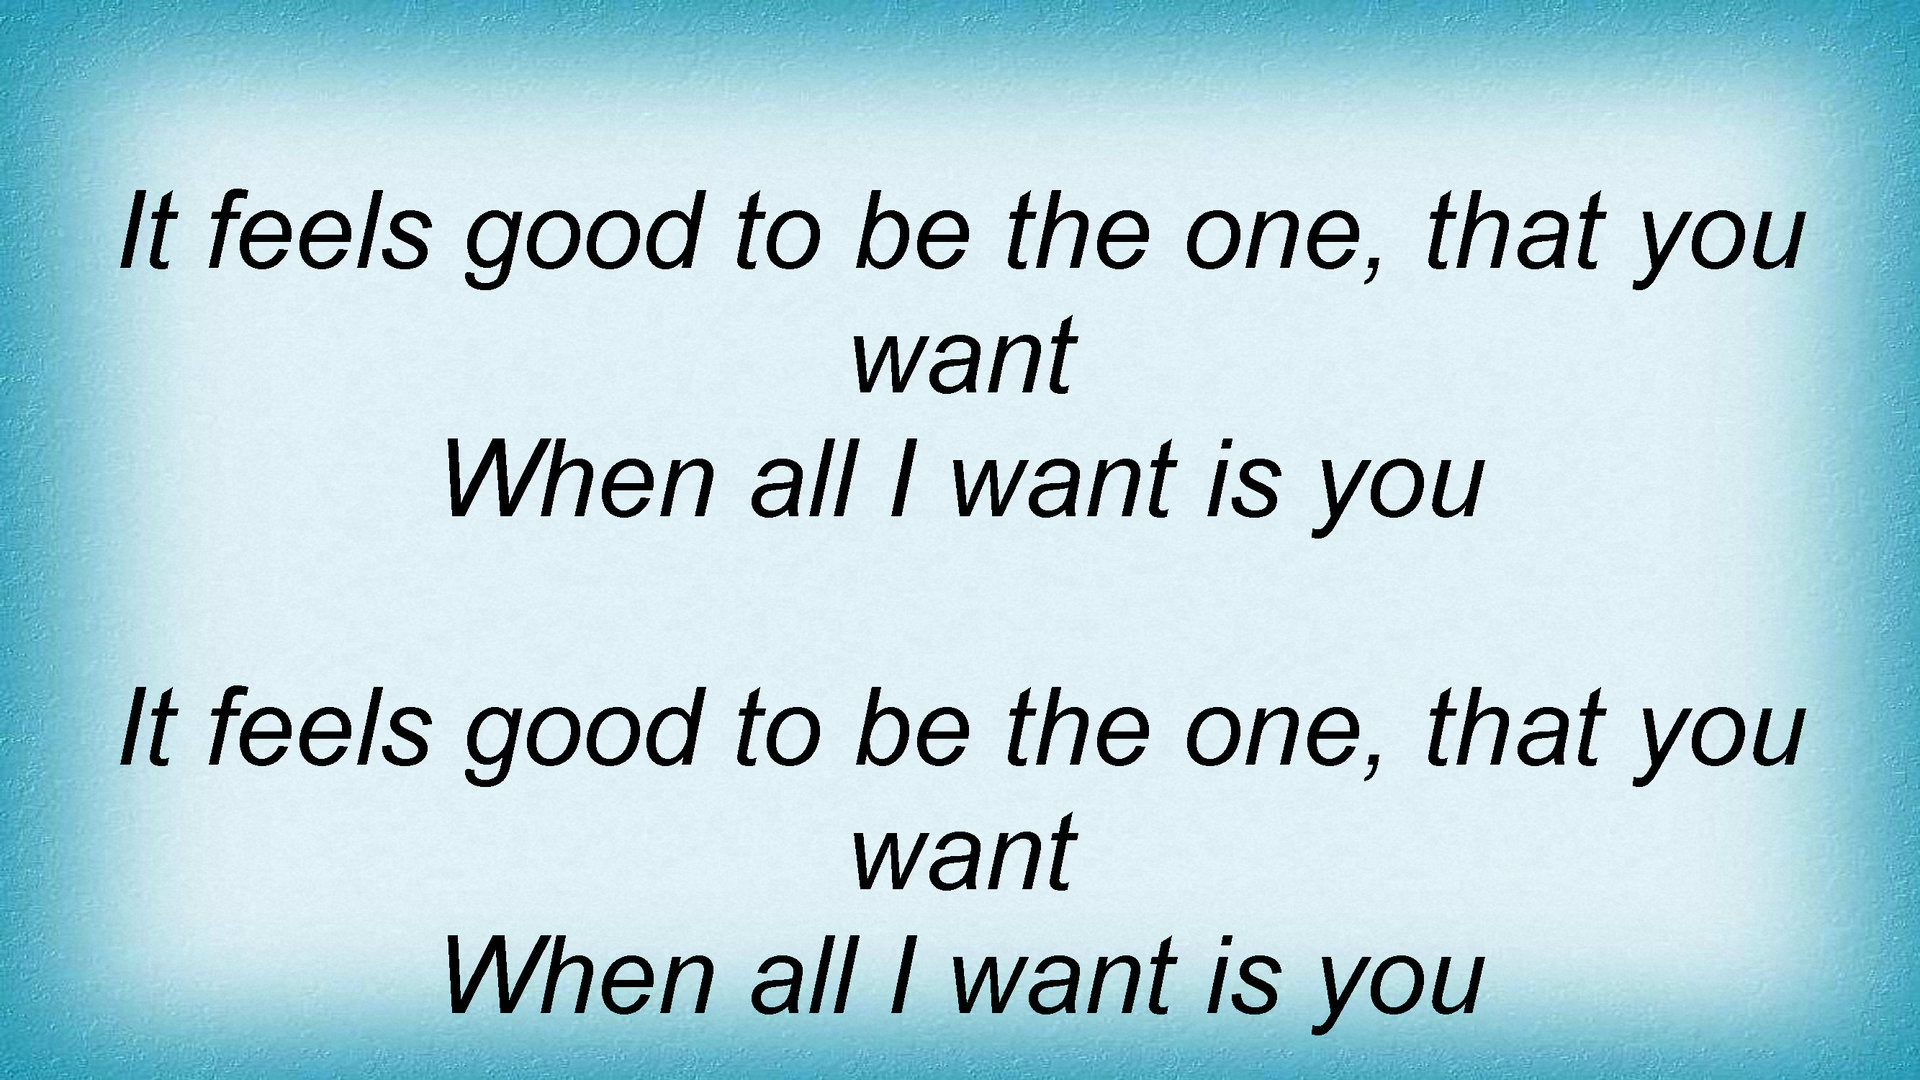 It feels good to be the one, that you
want
When all I want is you
It feels good to be the one, that you
want
When all I want is you